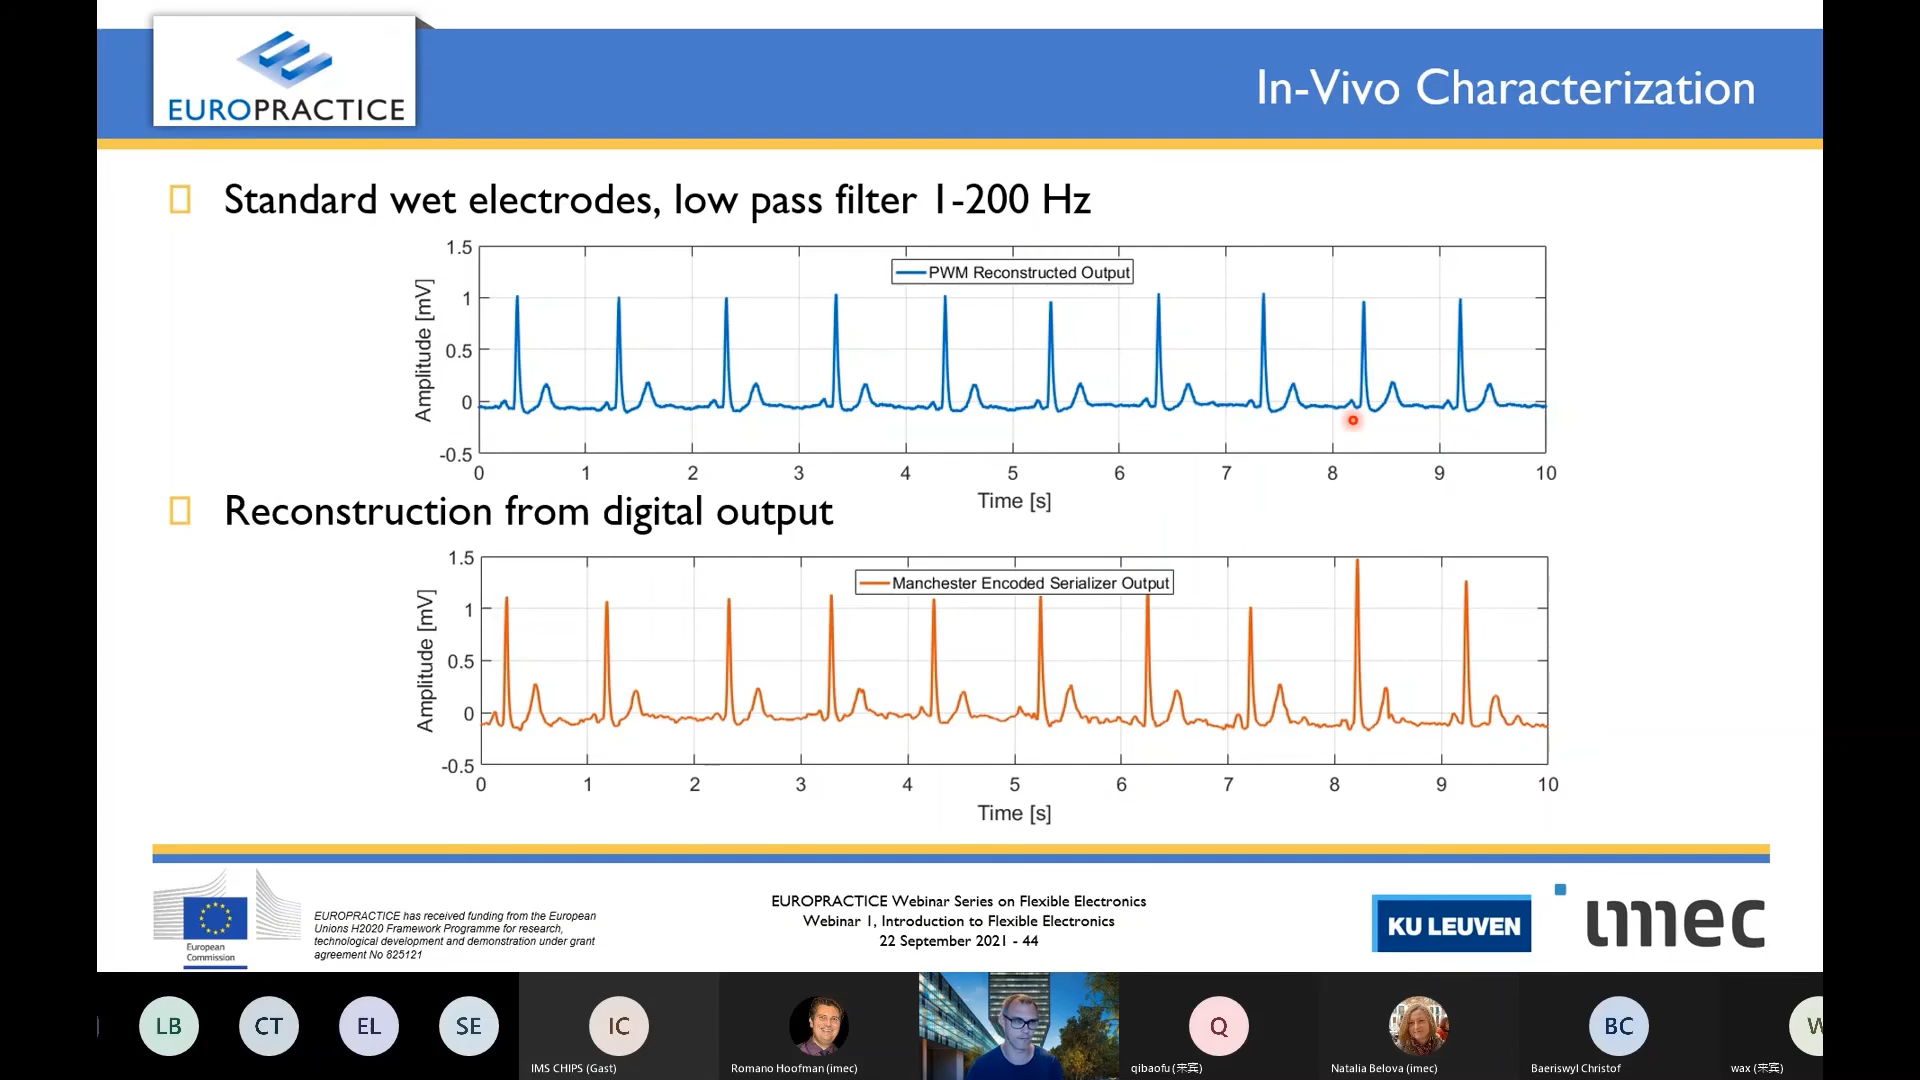 EUROPRACTICE
In-Vivo Characterization
Standard wet electrodes, low pass filter 1-200 Hz
1.5
1
0.5
0
-0.5
Amplitude [mV]
PWM Reconstructed Output
0 1 2 3 4 5 6 7 8 9 10
Time [s]
Reconstruction from digital output
1.5
1
0.5
0
-0.5
Amplitude [mV]
Manchester Encoded Serializer Output
0 1 2 3 4 5 6 7 8 9 10
Time [s]
European
Commission
EUROPRACTICE has received funding from the European
Unions H2020 Framework Programme for research,
technological development and demonstration under grant
agreement No 825121
EUROPRACTICE Webinar Series on Flexible Electronics
Webinar 1, Introduction to Flexible Electronics
22 September 2021 - 44
KU LEUVEN
imec
LB
CT
EL
SE
IC
IMS CHIPS (Gast)
Romano Hoofman (imec)
Q
qibaofu (来宾)
Natalia Belova (imec)
BC
Baeriswyl Christof
W
wax (来宾)